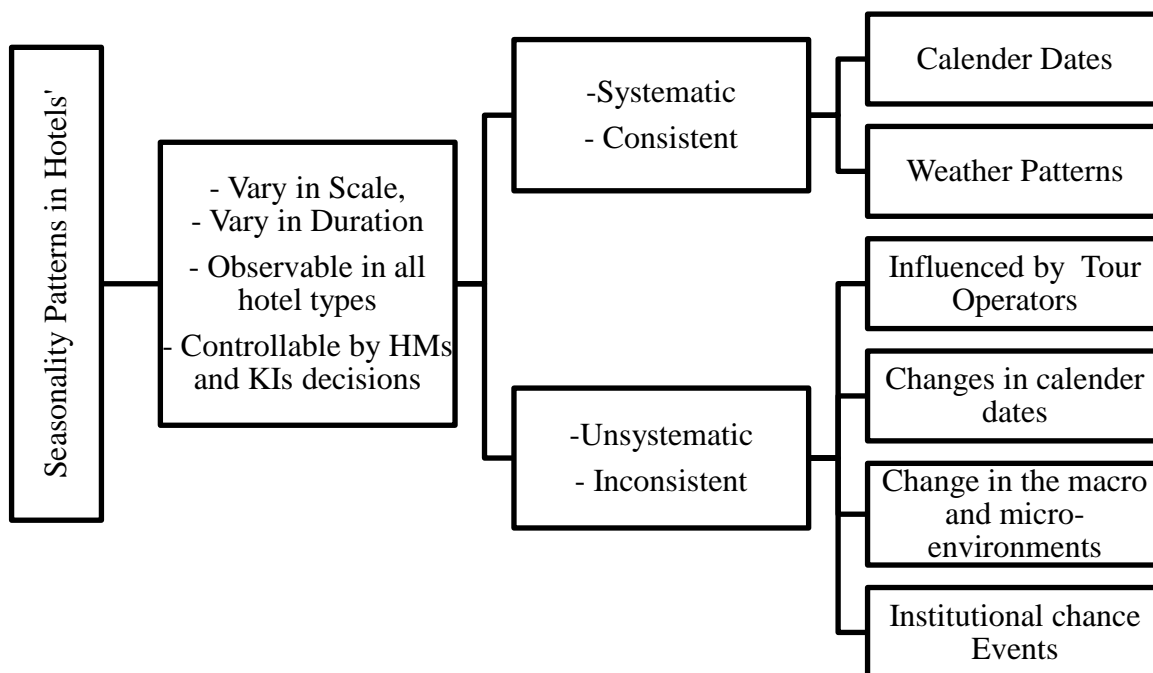 Seasonality Patterns in Hotels'
- Vary in Scale,
- Vary in Duration
- Observable in all
hotel types
- Controllable by HMs
and KIs decisions
-Systematic
- Consistent
Calender Dates
Weather Patterns
-Unsystematic
- Inconsistent
Influenced by Tour
Operators
Changes in calender
dates
Change in the macro
and micro-
environments
Institutional chance
Events